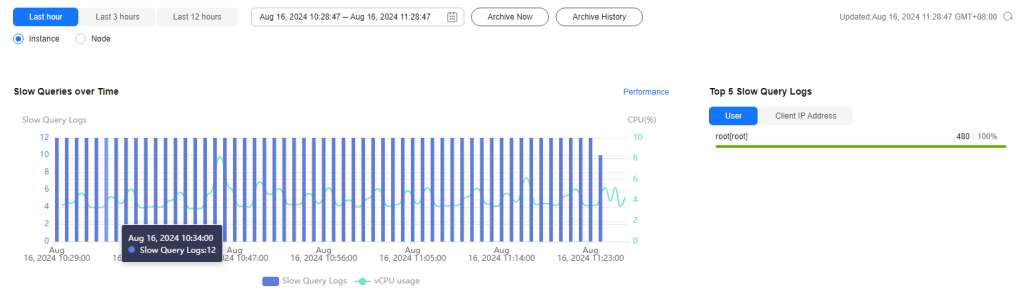 Last hour Last 3 hours Last 12 hours Aug 16, 2024 10:28:47 — Aug 16, 2024 11:28:47 Archive Now Archive History Updated:Aug 16, 2024 11:28:47 GMT+08:00
Instance Node
Slow Queries over Time Performance
Slow Query Logs CPU(%)
12 10
10 8
8 6
6 4
4 2
2 0
0
Aug 16, 2024 10:34:00
Slow Query Logs:12
Aug Aug Aug Aug Aug Aug
16, 2024 10:29:00 16, 2024 10:47:00 16, 2024 10:56:00 16, 2024 11:05:00 16, 2024 11:14:00 16, 2024 11:23:00
Slow Query Logs vCPU usage
Top 5 Slow Query Logs
User Client IP Address
root[root] 480 100%